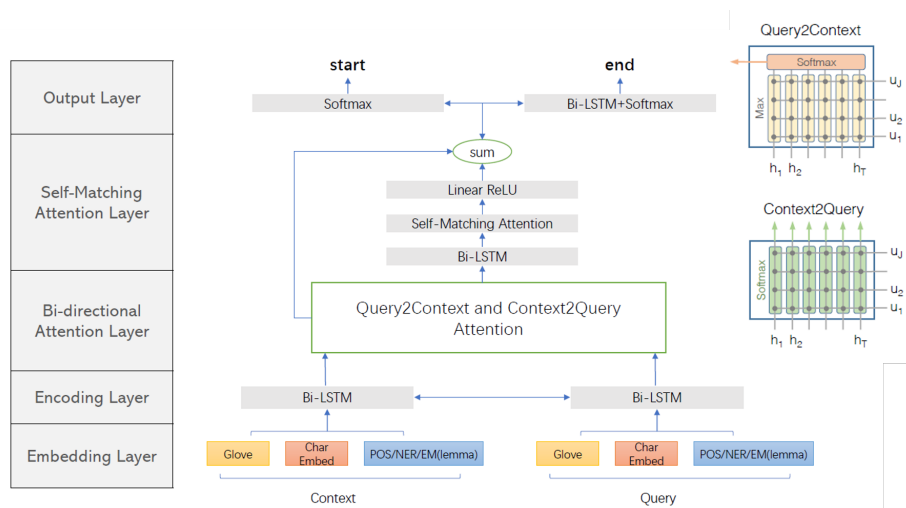 Output Layer
Self-Matching
Attention Layer
Bi-directional
Attention Layer
Encoding Layer
Embedding Layer
start
end
Softmax
Bi-LSTM+Softmax
sum
Linear ReLU
Self-Matching Attention
Bi-LSTM
Query2Context and Context2Query
Attention
Bi-LSTM
Bi-LSTM
Glove
Char
Embed
POS/NER/EM(lemma)
Glove
Char
Embed
POS/NER/EM(lemma)
Context
Query
Query2Context
Softmax
Max
uJ
u2
u1
h1 h2 hT
Context2Query
Softmax
uJ
u2
u1
h1 h2 hT